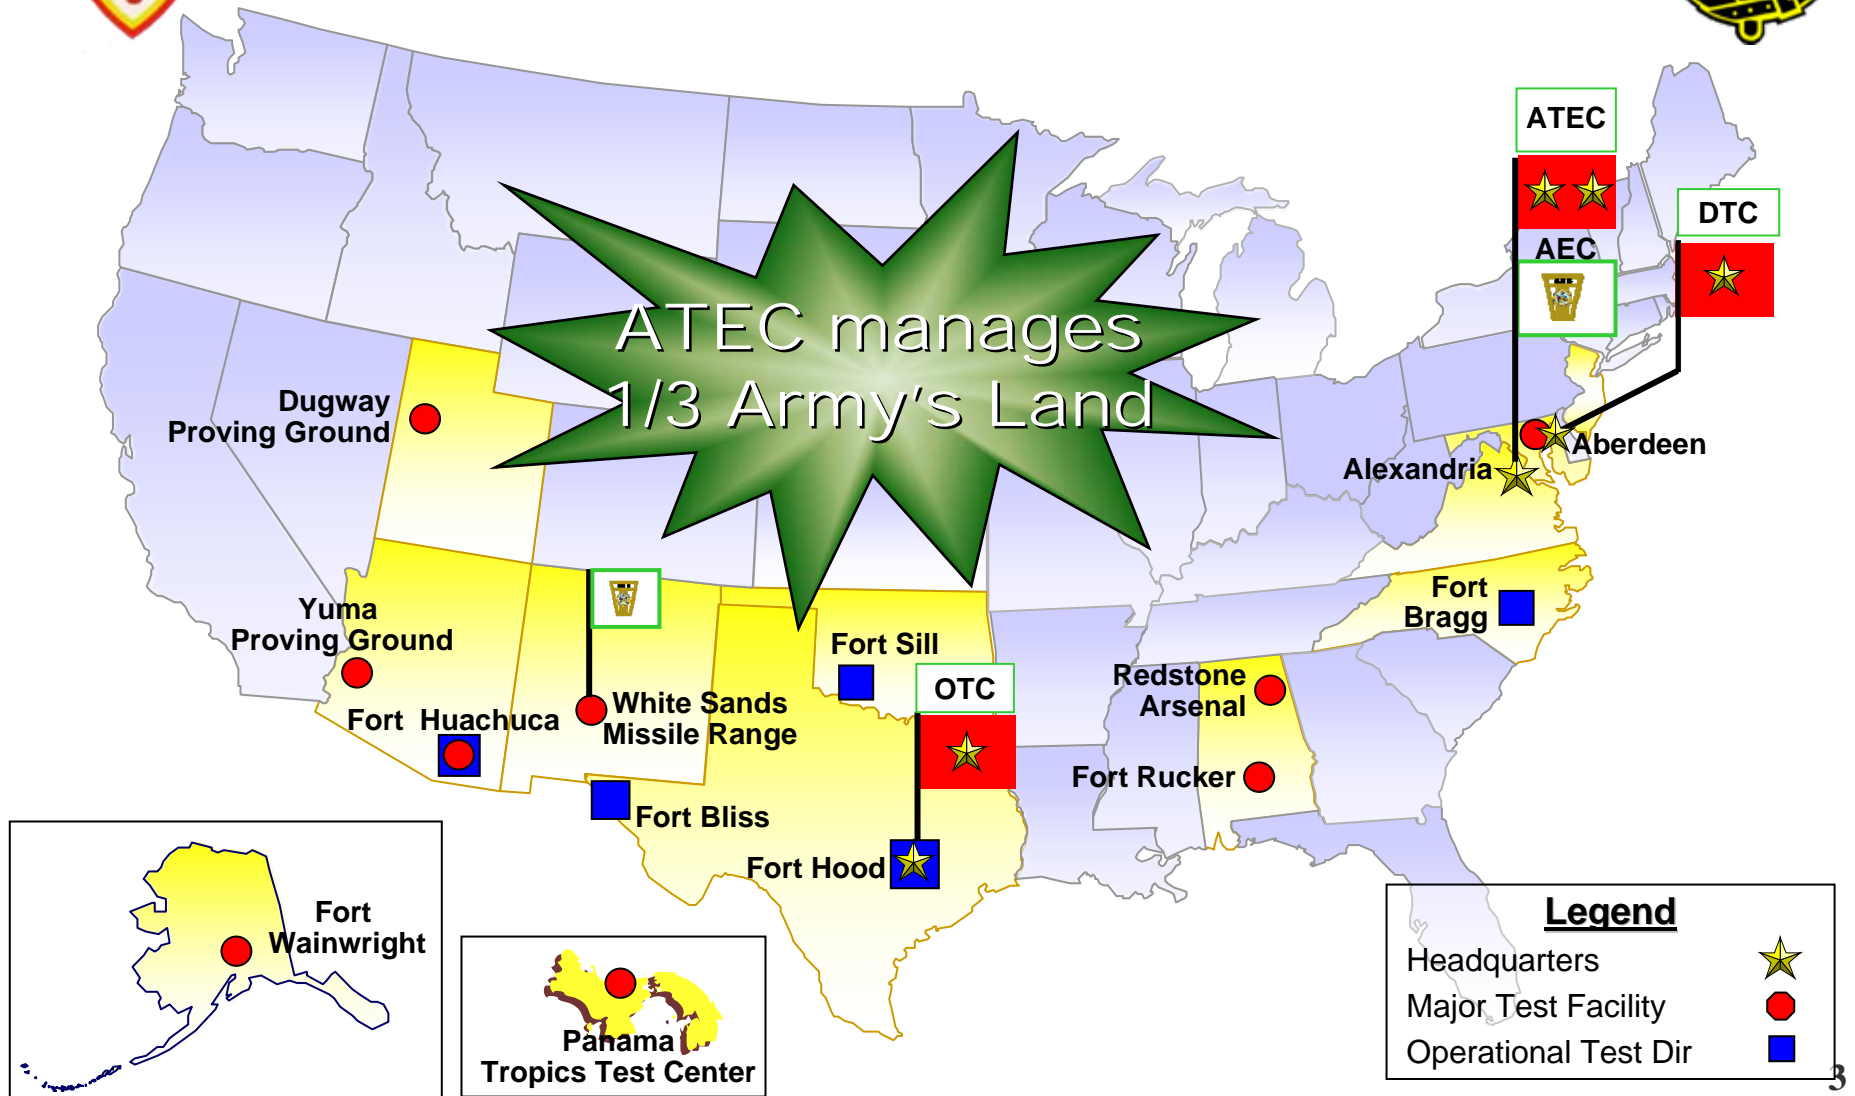 ATEC
DTC
AEC
ATEC manages
1/3 Army's Land
Dugway
Proving Ground
Aberdeen
Alexandria
Yuma
Proving Ground
Fort
Bragg
Fort Sill
OTC
Redstone
Arsenal
White Sands
Missile Range
Fort Huachuca
Fort Rucker
Fort Bliss
Fort Hood
Fort
Wainwright
Panama
Tropics Test Center
Legend
Headquarters
Major Test Facility
Operational Test Dir
3